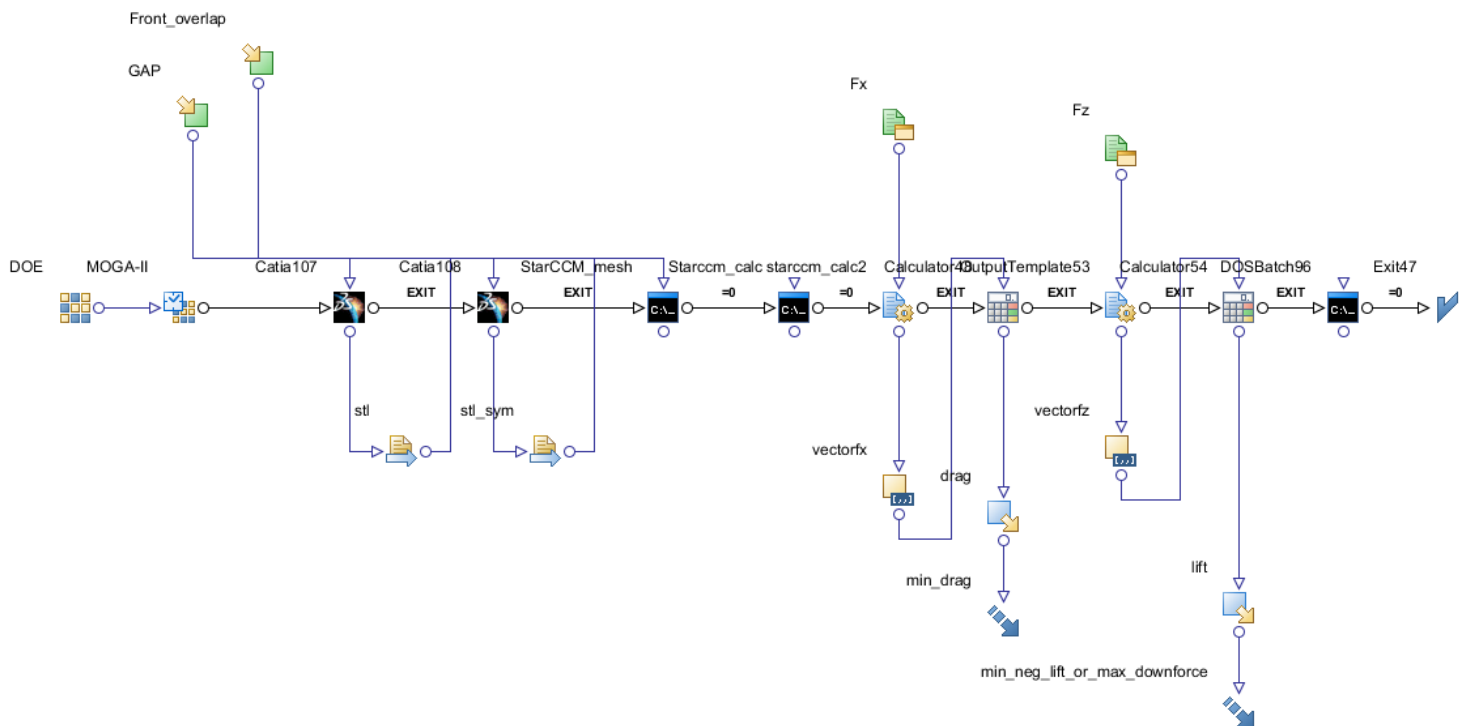 Front_overlap
GAP
Fx
Fz
DOE
MOGA-II
Catia107
Catia108
StarCCM_mesh
Starccm_calc
starccm_calc2
Calculator43
OutputTemplate53
Calculator54
DOSBatch96
Exit47
EXIT
EXIT
=0
=0
EXIT
EXIT
EXIT
EXIT
=0
C:\_
C:\_
C:\_
stl
stl_sym
vectorfz
vectorfx
drag
lift
min_drag
min_neg_lift_or_max_downforce